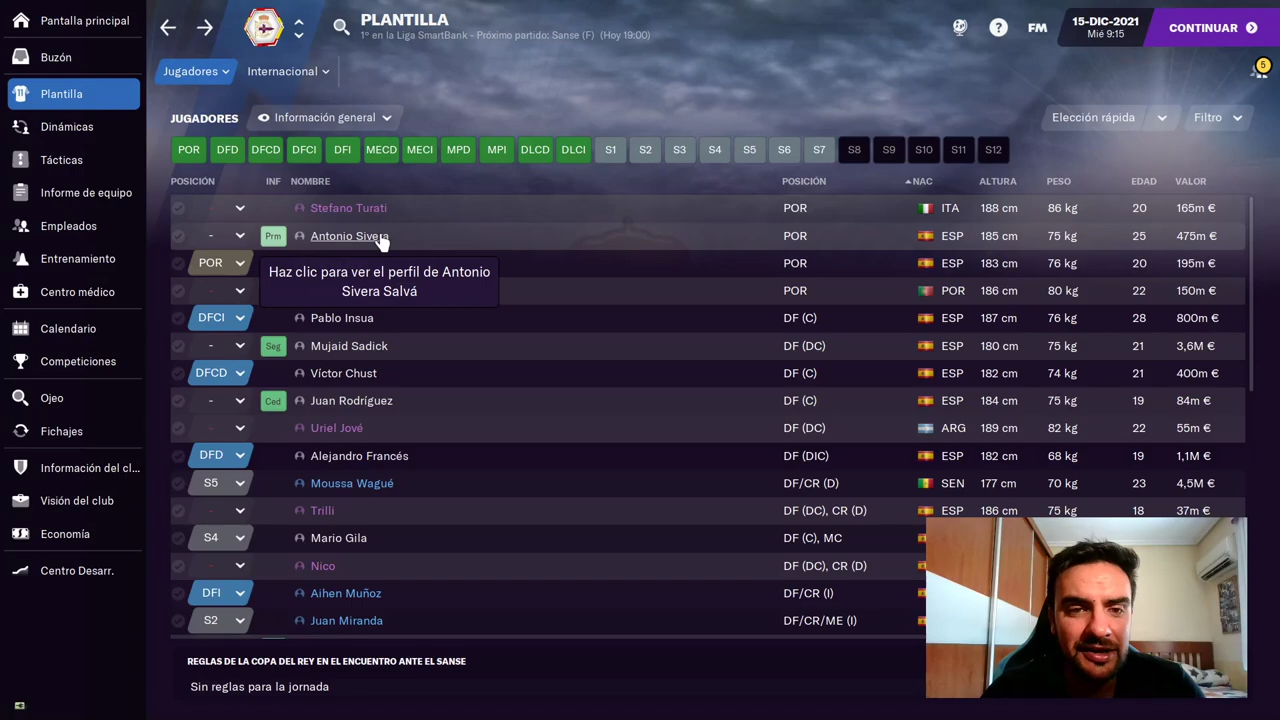 Pantalla principal
Buzón
Plantilla
Dinámicas
Tácticas
Informe de equipo
Empleados
Entrenamiento
Centro médico
Calendario
Competiciones
Ojeo
Fichajes
Información del cl...
Visión del club
Economía
Centro Desarr.
PLANTILLA
1º en la Liga SmartBank - Próximo partido: Sanse (F) (Hoy 19:00)
FM
15-DIC-2021
Mié 9:15
CONTINUAR
5
Jugadores
Internacional
JUGADORES
Información general
Elección rápida
Filtro
POR DFD DFCD DFCI DFI MECD MECI MPD MPI DLCD DLCI S1 S2 S3 S4 S5 S6 S7 S8 S9 S10 S11 S12
POSICIÓN INF NOMBRE POSICIÓN NAC ALTURA PESO EDAD VALOR
- Stefano Turati POR ITA 188 cm 86 kg 20 165m €
- Prm Antonio Sivera POR ESP 185 cm 75 kg 25 475m €
POR POR ESP 183 cm 76 kg 20 195m €
- POR POR 186 cm 80 kg 22 150m €
Haz clic para ver el perfil de Antonio
Sivera Salvá
DFCI Pablo Insua DF (C) ESP 187 cm 76 kg 28 800m €
- Seg Mujaid Sadick DF (DC) ESP 180 cm 75 kg 21 3,6M €
DFCD Víctor Chust DF (C) ESP 182 cm 74 kg 21 400m €
- Ced Juan Rodríguez DF (C) ESP 184 cm 75 kg 19 84m €
- Uriel Jové DF (DC) ARG 189 cm 82 kg 22 55m €
DFD Alejandro Francés DF (DIC) ESP 182 cm 68 kg 19 1,1M €
S5 Moussa Wagué DF/CR (D) SEN 177 cm 70 kg 23 4,5M €
- Trilli DF (DC), CR (D) ESP 186 cm 75 kg 18 37m €
S4 Mario Gila DF (C), MC
- Nico DF (DC), CR (D)
DFI Aihen Muñoz DF/CR (I)
S2 Juan Miranda DF/CR/ME (I)
REGLAS DE LA COPA DEL REY EN EL ENCUENTRO ANTE EL SANSE
Sin reglas para la jornada